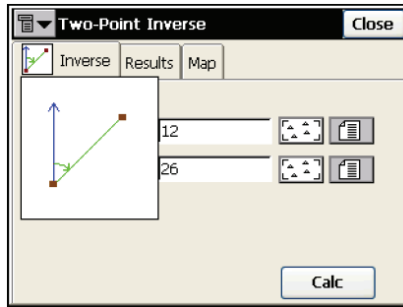 Two-Point Inverse Close
Inverse Results Map
12
26
Calc